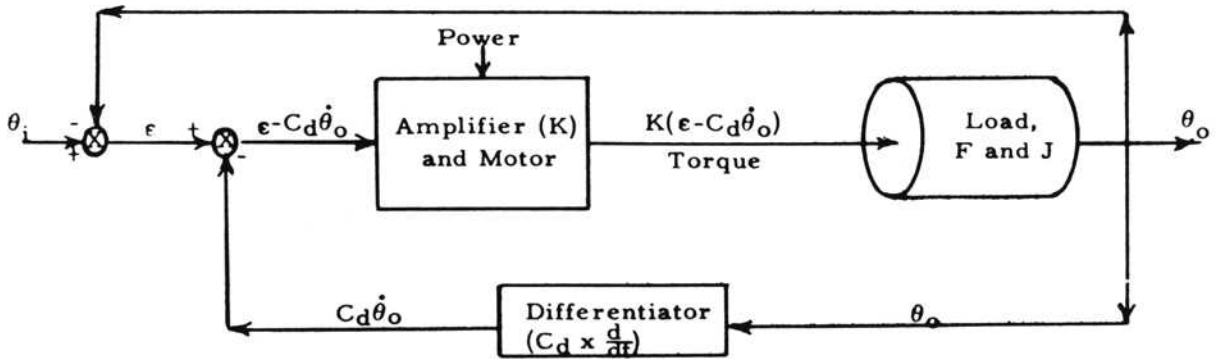 Power
θi - + ε + - ε-Cdθ̇o
Amplifier (K)
and Motor
K(ε-Cdθ̇o)
Torque
Load,
F and J
θo
Cdθ̇o
Differentiator
(Cd x d/dt)
θo